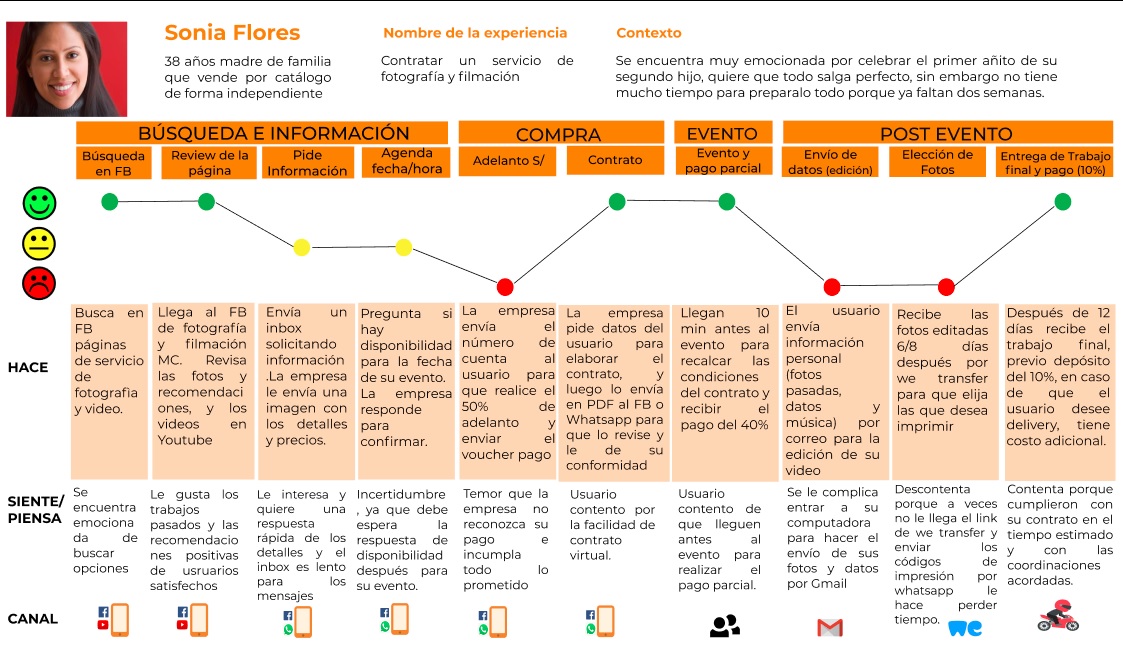 Sonia Flores
38 años madre de familia
que vende por catálogo
de forma independiente
Nombre de la experiencia
Contratar un servicio de
fotografía y filmación
Contexto
Se encuentra muy emocionada por celebrar el primer añito de su
segundo hijo, quiere que todo salga perfecto, sin embargo no tiene
mucho tiempo para preparalo todo porque ya faltan dos semanas.
BÚSQUEDA E INFORMACIÓN
COMPRA
EVENTO
POST EVENTO
Búsqueda
en FB
Review de la
página
Pide
Información
Agenda
fecha/hora
Adelanto S/
Contrato
Evento y
pago parcial
Envío de
datos (edición)
Elección de
Fotos
Entrega de Trabajo
final y pago (10%)
HACE
Busca en
FB
páginas
de servicio
de
fotografia
y video.
Llega al FB
de fotografía
y filmación
MC. Revisa
las fotos y
recomendaci
ones, y los
videos en
Youtube
Envía un
inbox
solicitando
información
.La empresa
le envía una
imagen con
los detalles
y precios.
Pregunta si
hay
disponibilidad
para la fecha
de su evento.
La empresa
responde
para
confirmar.
La empresa
envía el
número de
cuenta al
usuario para
que realice el
50% de
adelanto y
enviar el
voucher pago
La empresa
pide datos del
usuario para
elaborar el
contrato, y
luego lo envía
en PDF al FB o
Whatsapp para
que lo revise y
le de su
conformidad
Llegan 10
min antes al
evento para
recalcar las
condiciones
del contrato y
recibir el
pago del 40%
El usuario
envía
información
personal
(fotos
pasadas,
datos y
música) por
correo para la
edición de su
video
Recibe las
fotos editadas
6/8 días
después por
we transfer
para que elija
las que desea
imprimir
Después de 12
días recibe el
trabajo final,
previo depósito
del 10%, en caso
de que el
usuario desee
delivery, tiene
costo adicional.
SIENTE/
PIENSA
Se
encuentra
emociona
da de
buscar
opciones
Le gusta los
trabajos
pasados y las
recomendacio
nes positivas
de usruarios
satisfechos
Le interesa y
quiere una
respuesta
rápida de los
detalles y el
inbox es lento
para los
mensajes
Incertidumbre
, ya que debe
espera la
respuesta de
disponibilidad
después para
su evento.
Temor que la
empresa no
reconozca su
pago e
incumpla
todo lo
prometido
Usuario
contento por
la facilidad de
contrato
virtual.
Usuario
contento de
que lleguen
antes al
evento para
realizar el
pago parcial.
Se le complica
entrar a su
computadora
para hacer el
envío de sus
fotos y datos
por Gmail
Descontenta
porque a veces
no le llega el link
de we transfer y
enviar los
códigos de
impresión por
whatsapp le
hace perder
tiempo.
Contenta porque
cumplieron con
su contrato en el
tiempo estimado
y con las
coordinaciones
acordadas.
CANAL
we